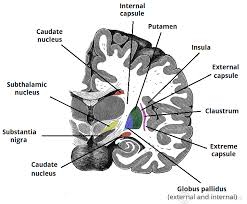 Internal
capsule
Caudate
nucleus
Putamen
Insula
External
capsule
Subthalamic
nucleus
Claustrum
Substantia
nigra
Extreme
capsule
Caudate
nucleus
Globus pallidus
(external and internal)